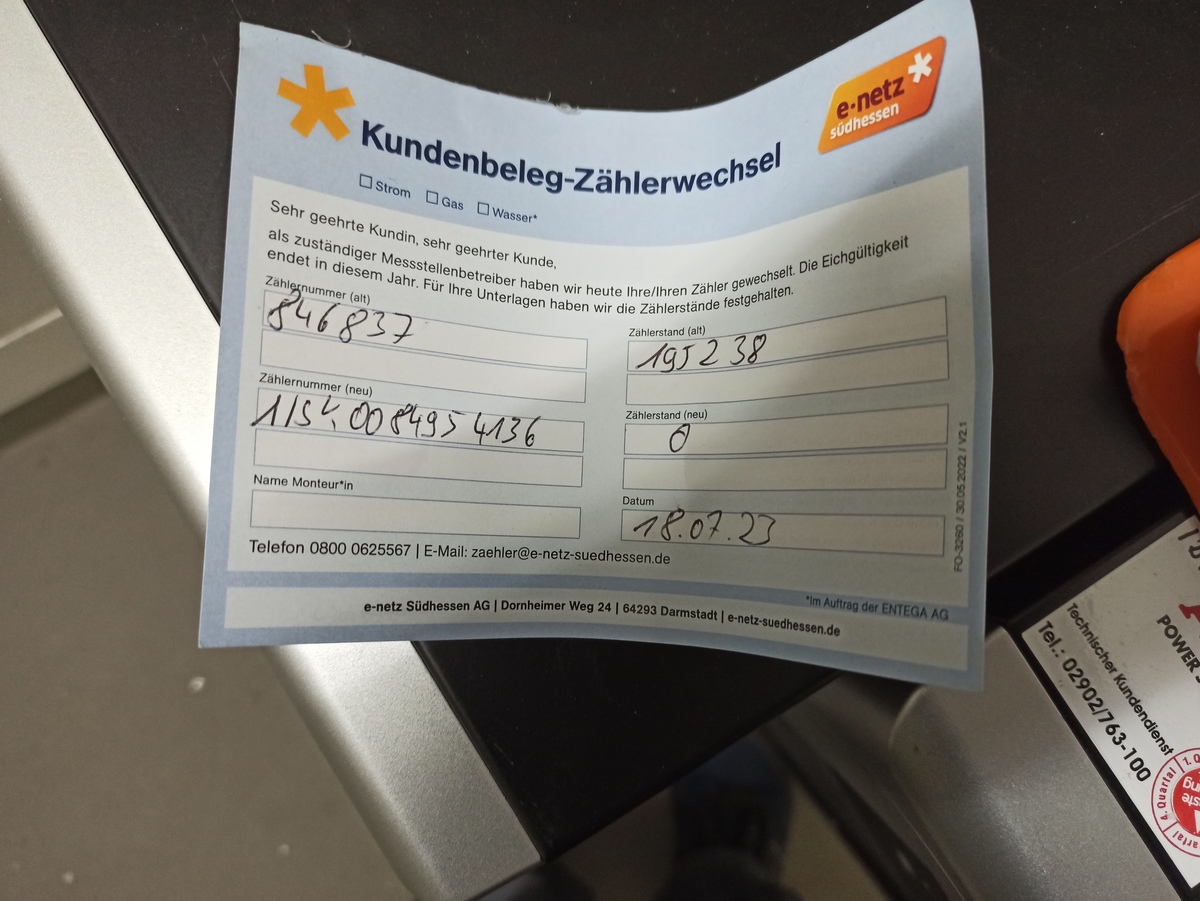 e·netz
südhessen
Kundenbeleg-Zählerwechsel
☐ Strom ☐ Gas ☐ Wasser*
Sehr geehrte Kundin, sehr geehrter Kunde,
als zuständiger Messstellenbetreiber haben wir heute Ihre/Ihren Zähler gewechselt. Die Eichgültigkeit
endet in diesem Jahr. Für Ihre Unterlagen haben wir die Zählerstände festgehalten.
Zählernummer (alt)
846837
Zählerstand (alt)
195238
Zählernummer (neu)
0084954136
Zählerstand (neu)
0
Name Monteur*in
Datum
18.07.23
Telefon 0800 0625567 | E-Mail: zaehler@e-netz-suedhessen.de
*im Auftrag der ENTEGA AG
e-netz Südhessen AG | Dornheimer Weg 24 | 64293 Darmstadt | e-netz-suedhessen.de
FO-3260 / 30.05.2022 / V2.1
POWER
Technischer Kundendienst
Tel.: 02902/763-100
4. Quartal